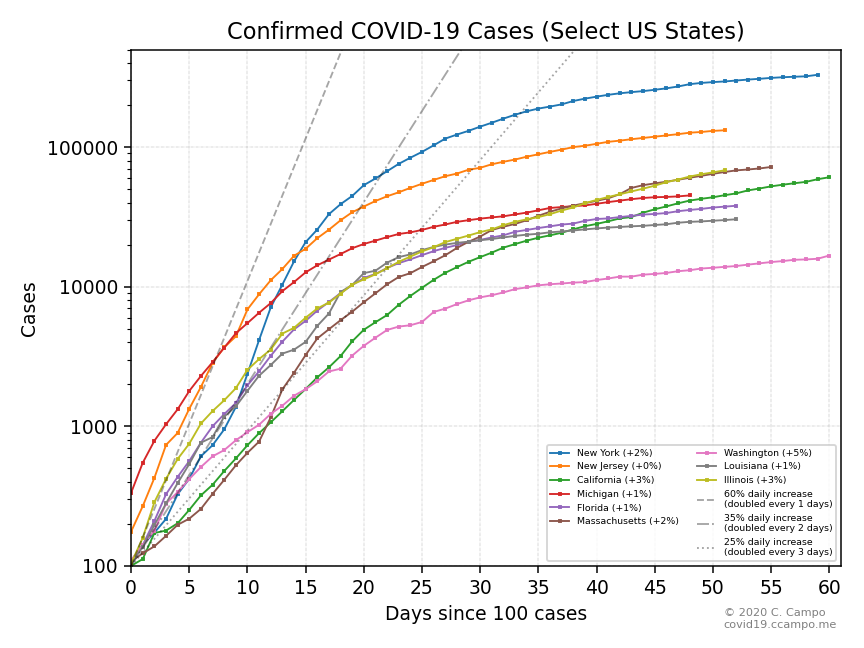 Confirmed COVID-19 Cases (Select US States)
Cases
100000
10000
1000
100
0 5 10 15 20 25 30 35 40 45 50 55 60
Days since 100 cases
New York (+2%)
New Jersey (+0%)
California (+3%)
Michigan (+1%)
Florida (+1%)
Massachusetts (+2%)
Washington (+5%)
Louisiana (+1%)
Illinois (+3%)
60% daily increase
(doubled every 1 days)
35% daily increase
(doubled every 2 days)
25% daily increase
(doubled every 3 days)
© 2020 C. Campo
covid19.ccampo.me